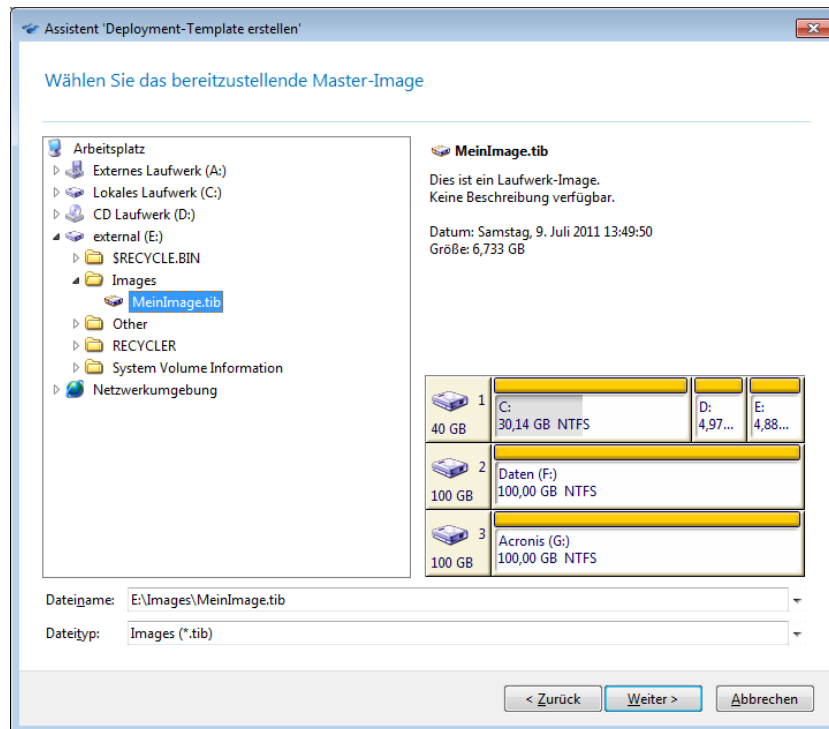 Assistent 'Deployment-Template erstellen'
Wählen Sie das bereitzustellende Master-Image
Arbeitsplatz
Externes Laufwerk (A:)
Lokales Laufwerk (C:)
CD Laufwerk (D:)
external (E:)
$RECYCLE.BIN
Images
MeinImage.tib
Other
RECYCLER
System Volume Information
Netzwerkumgebung
MeinImage.tib
Dies ist ein Laufwerk-Image.
Keine Beschreibung verfügbar.
Datum: Samstag, 9. Juli 2011 13:49:50
Größe: 6,733 GB
1
40 GB
C:
30,14 GB NTFS
D:
4,97...
E:
4,88...
2
100 GB
Daten (F:)
100,00 GB NTFS
3
100 GB
Acronis (G:)
100,00 GB NTFS
Dateiname: E:\Images\MeinImage.tib
Dateityp: Images (*.tib)
< Zurück Weiter > Abbrechen